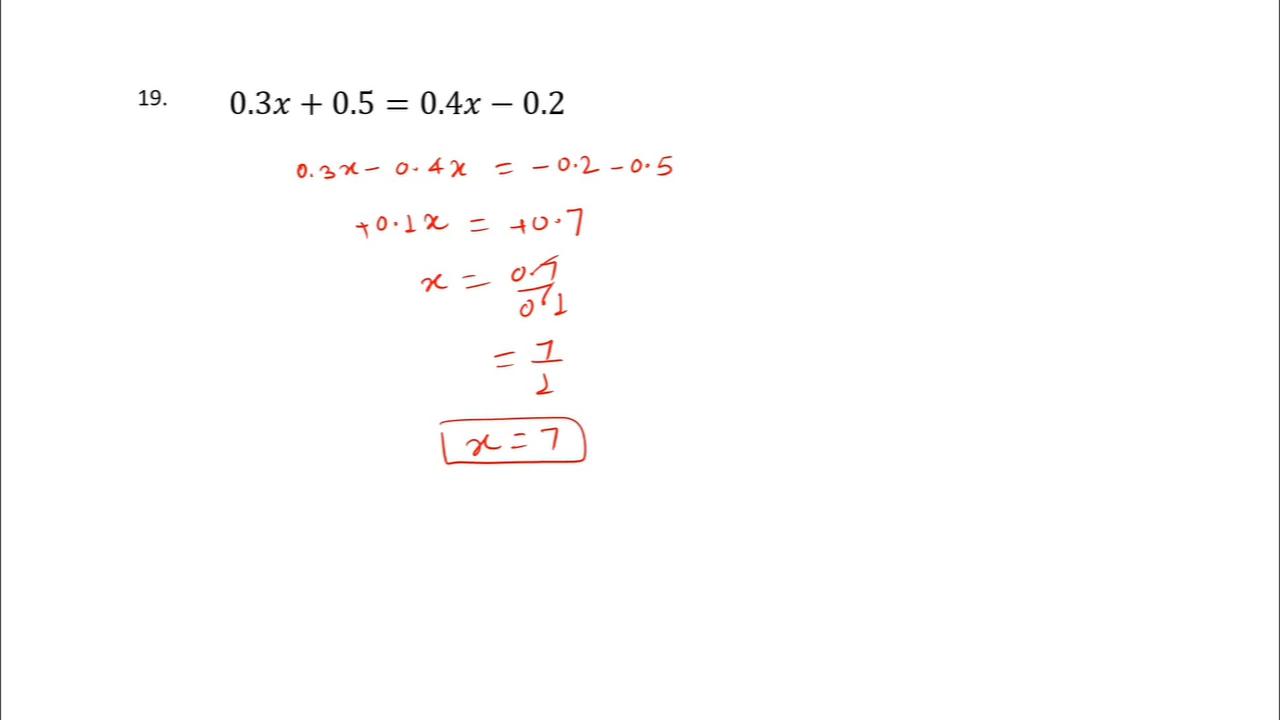 19. 0.3x + 0.5 = 0.4x − 0.2
0.3x − 0.4x = −0.2 −0.5
+0.1x = +0.7
x = 0.7/0.1
= 7/1
x = 7